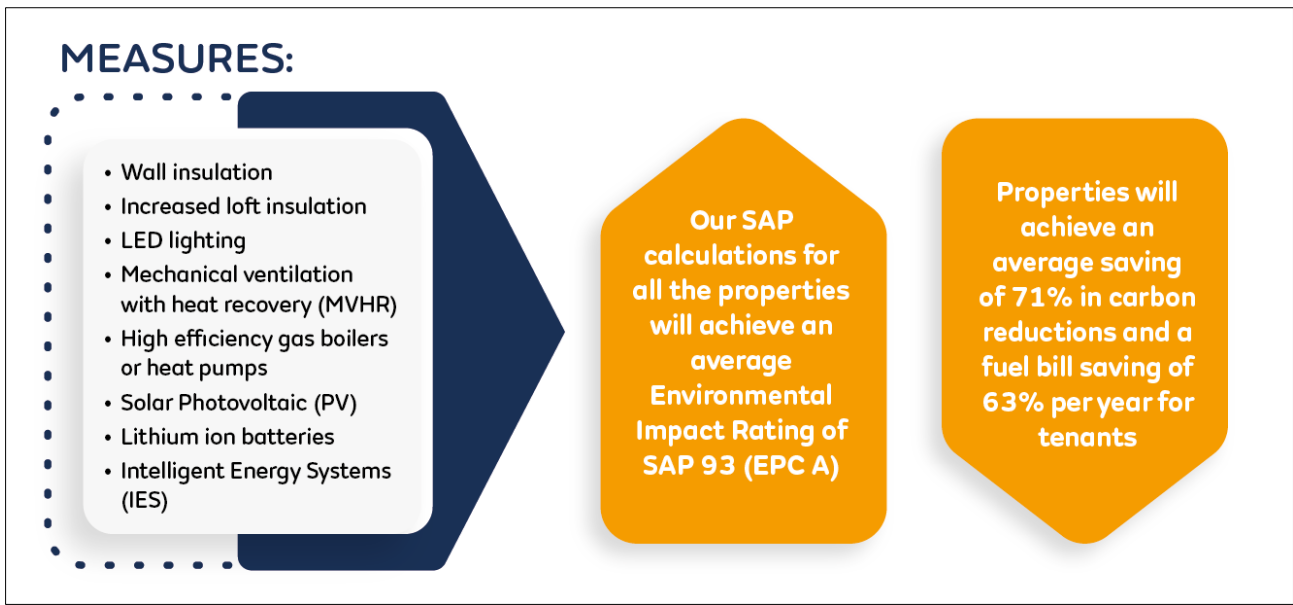 MEASURES:
• Wall insulation
• Increased loft insulation
• LED lighting
• Mechanical ventilation
with heat recovery (MVHR)
• High efficiency gas boilers
or heat pumps
• Solar Photovoltaic (PV)
• Lithium ion batteries
• Intelligent Energy Systems
(IES)
Our SAP
calculations for
all the properties
will achieve an
average
Environmental
Impact Rating of
SAP 93 (EPC A)
Properties will
achieve an
average saving
of 71% in carbon
reductions and a
fuel bill saving of
63% per year for
tenants